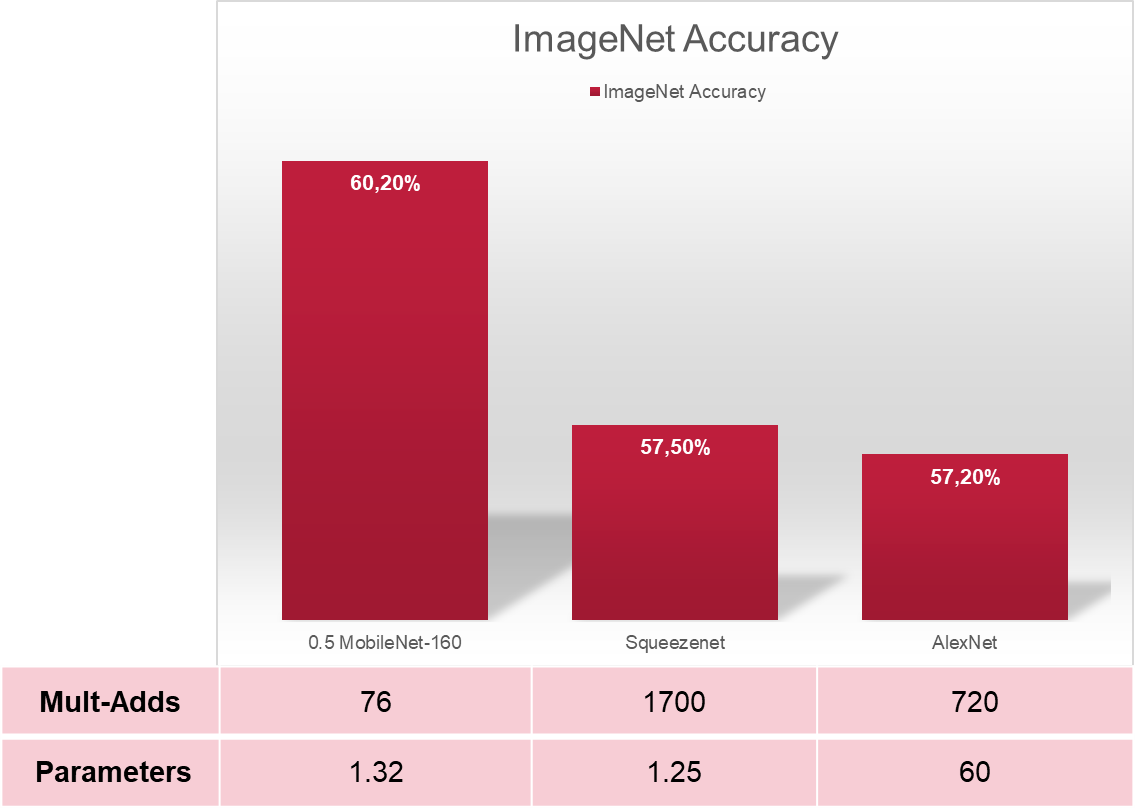 ImageNet Accuracy
ImageNet Accuracy
60,20%
57,50%
57,20%
0.5 MobileNet-160 Squeezenet AlexNet
Mult-Adds 76 1700 720
Parameters 1.32 1.25 60